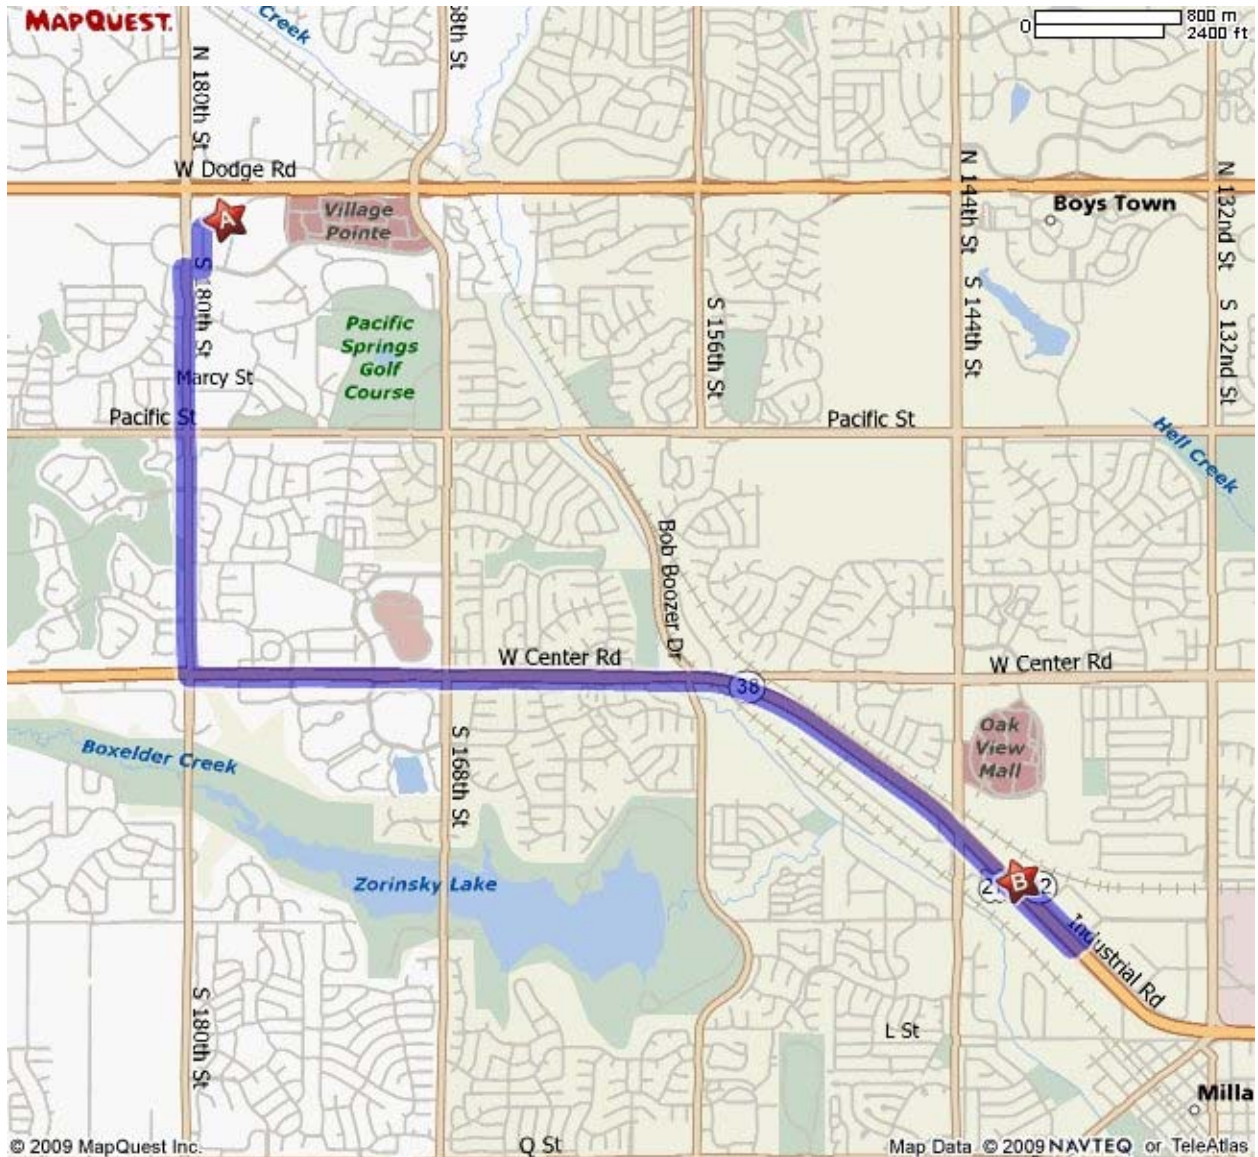 MAPQUEST.
Creek
N 180th St
68th St
0
800 m
2400 ft
W Dodge Rd
A
Village
Pointe
N 144th St
Boys Town
N 132nd St
S 180th St
Pacific
Springs
Golf
Course
S 156th St
S 144th St
S 132nd St
Marcy St
Pacific St
Pacific St
Hell Creek
Bob Boozer Dr
W Center Rd
W Center Rd
38
Boxelder Creek
S 168th St
Oak
View
Mall
Zorinsky Lake
2
B
2
Industrial Rd
S 180th St
L St
Milla
Q St
© 2009 MapQuest Inc.
Map Data © 2009 NAVTEQ or TeleAtlas